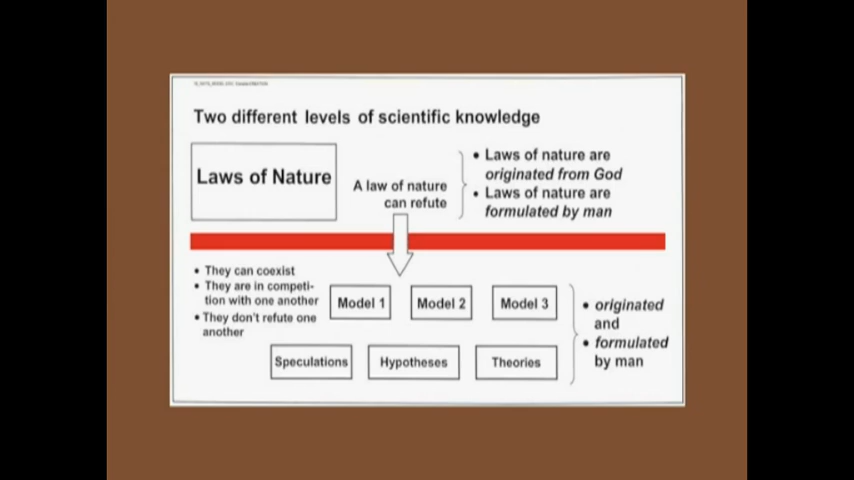 Two different levels of scientific knowledge
Laws of Nature
A law of nature
can refute
• Laws of nature are
originated from God
• Laws of nature are
formulated by man
• They can coexist
• They are in competi-
tion with one another
• They don't refute one
another
Model 1
Model 2
Model 3
Speculations
Hypotheses
Theories
• originated
and
• formulated
by man